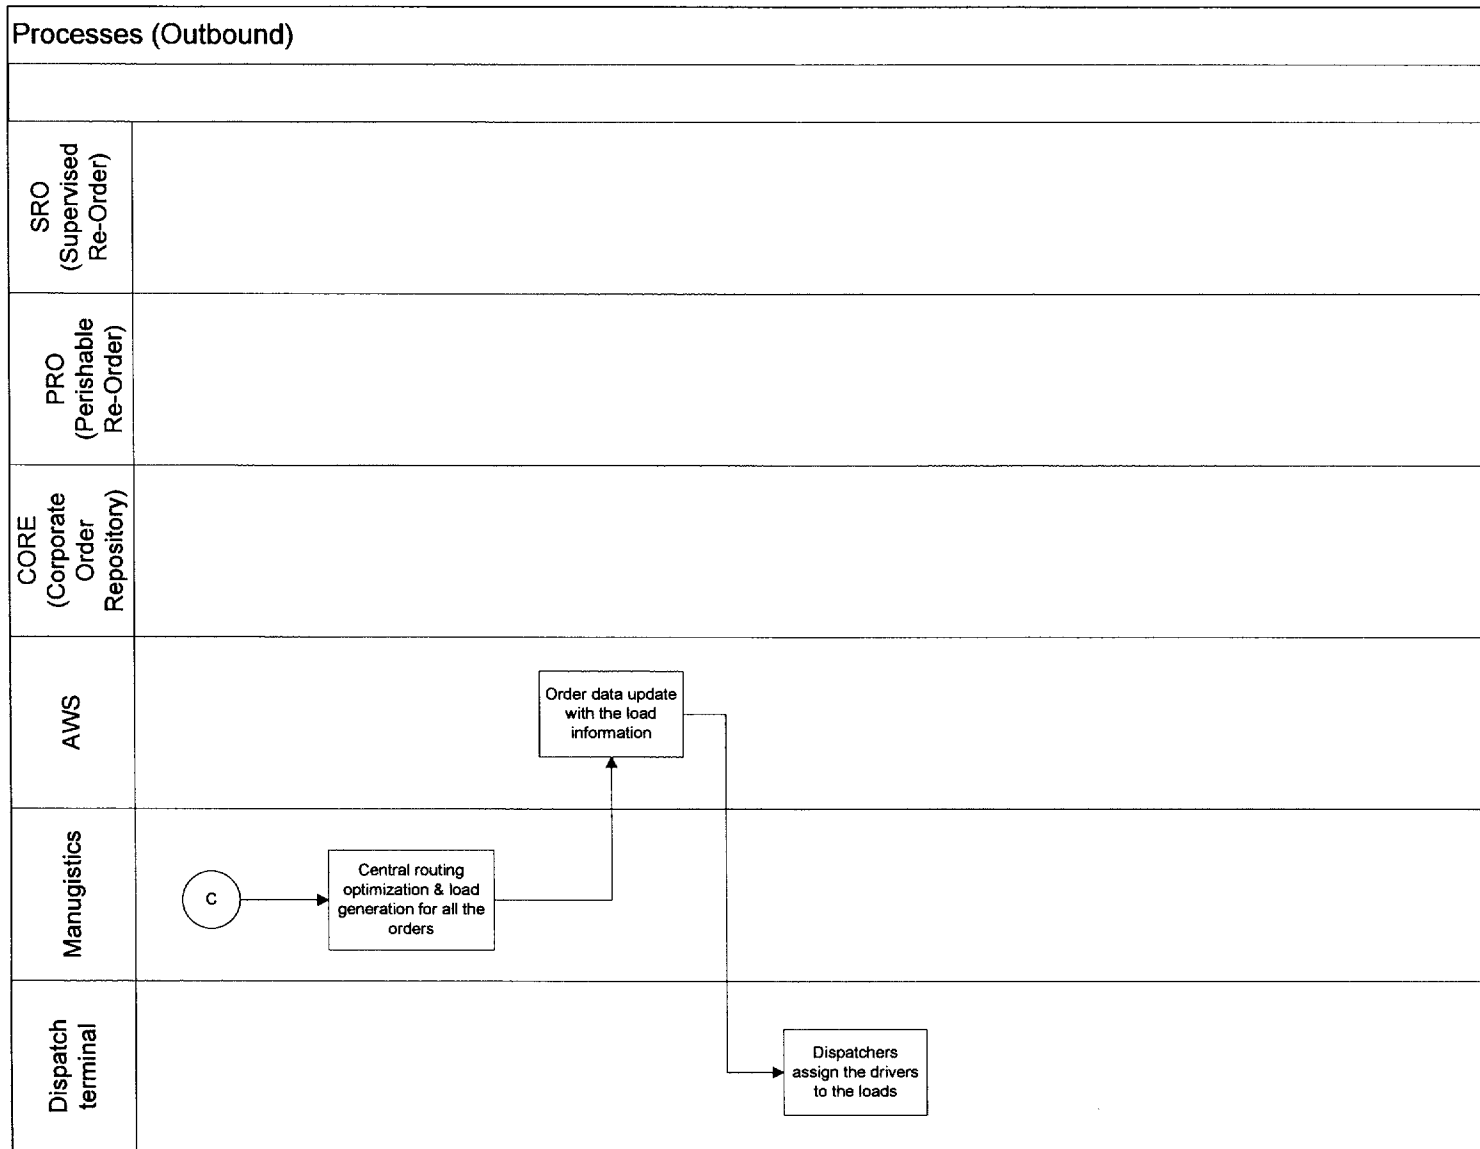 Processes (Outbound)
SRO
(Supervised
Re-Order)
PRO
(Perishable
Re-Order)
CORE
(Corporate
Order
Repository)
AWS
Order data update
with the load
information
Manugistics
C
Central routing
optimization & load
generation for all the
orders
Dispatch
terminal
Dispatchers
assign the drivers
to the loads